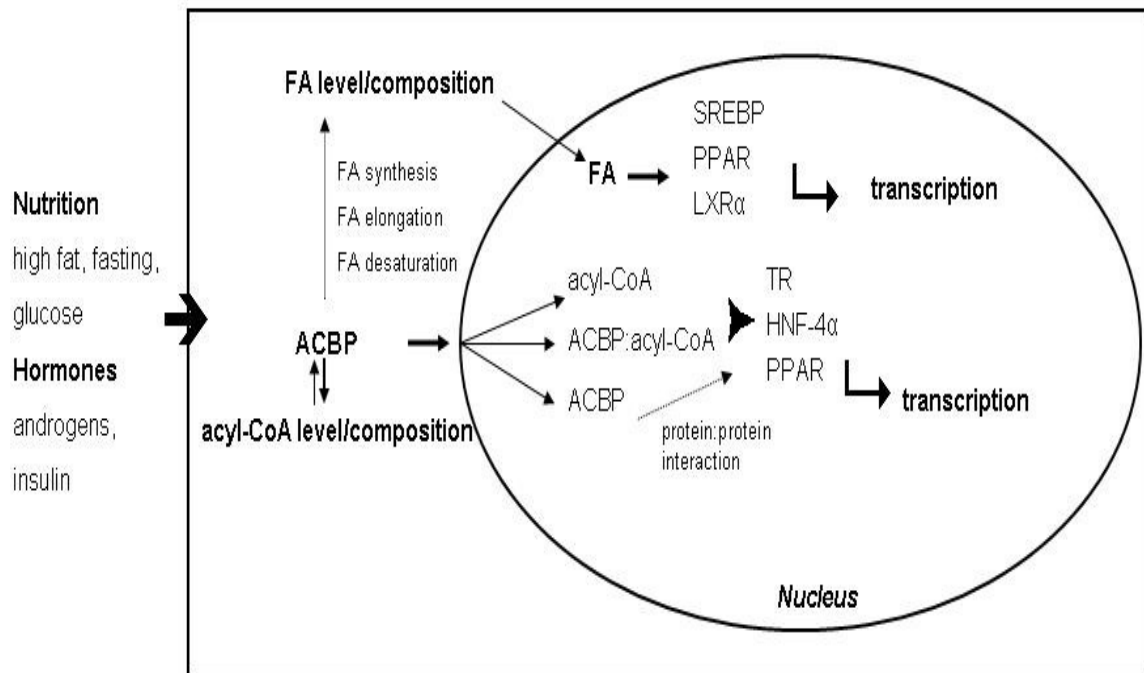 Nutrition
high fat, fasting,
glucose
Hormones
androgens,
insulin
FA level/composition
FA synthesis
FA elongation
FA desaturation
ACBP
acyl-CoA level/composition
FA
SREBP
PPAR
LXRα
transcription
acyl-CoA
ACBP:acyl-CoA
ACBP
protein:protein
interaction
TR
HNF-4α
PPAR
transcription
Nucleus